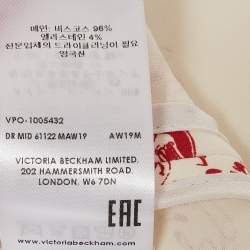 메인: 비스코스 96%
엘라스테인 4%
전문업체의 드라이클리닝이 필요
영국산
VPO-1005432
DR MID 61122 MAW19 AW19M
VICTORIA BECKHAM LIMITED,
202 HAMMERSMITH ROAD,
LONDON, W6 7DN
EAC
www.victoriabeckham.com